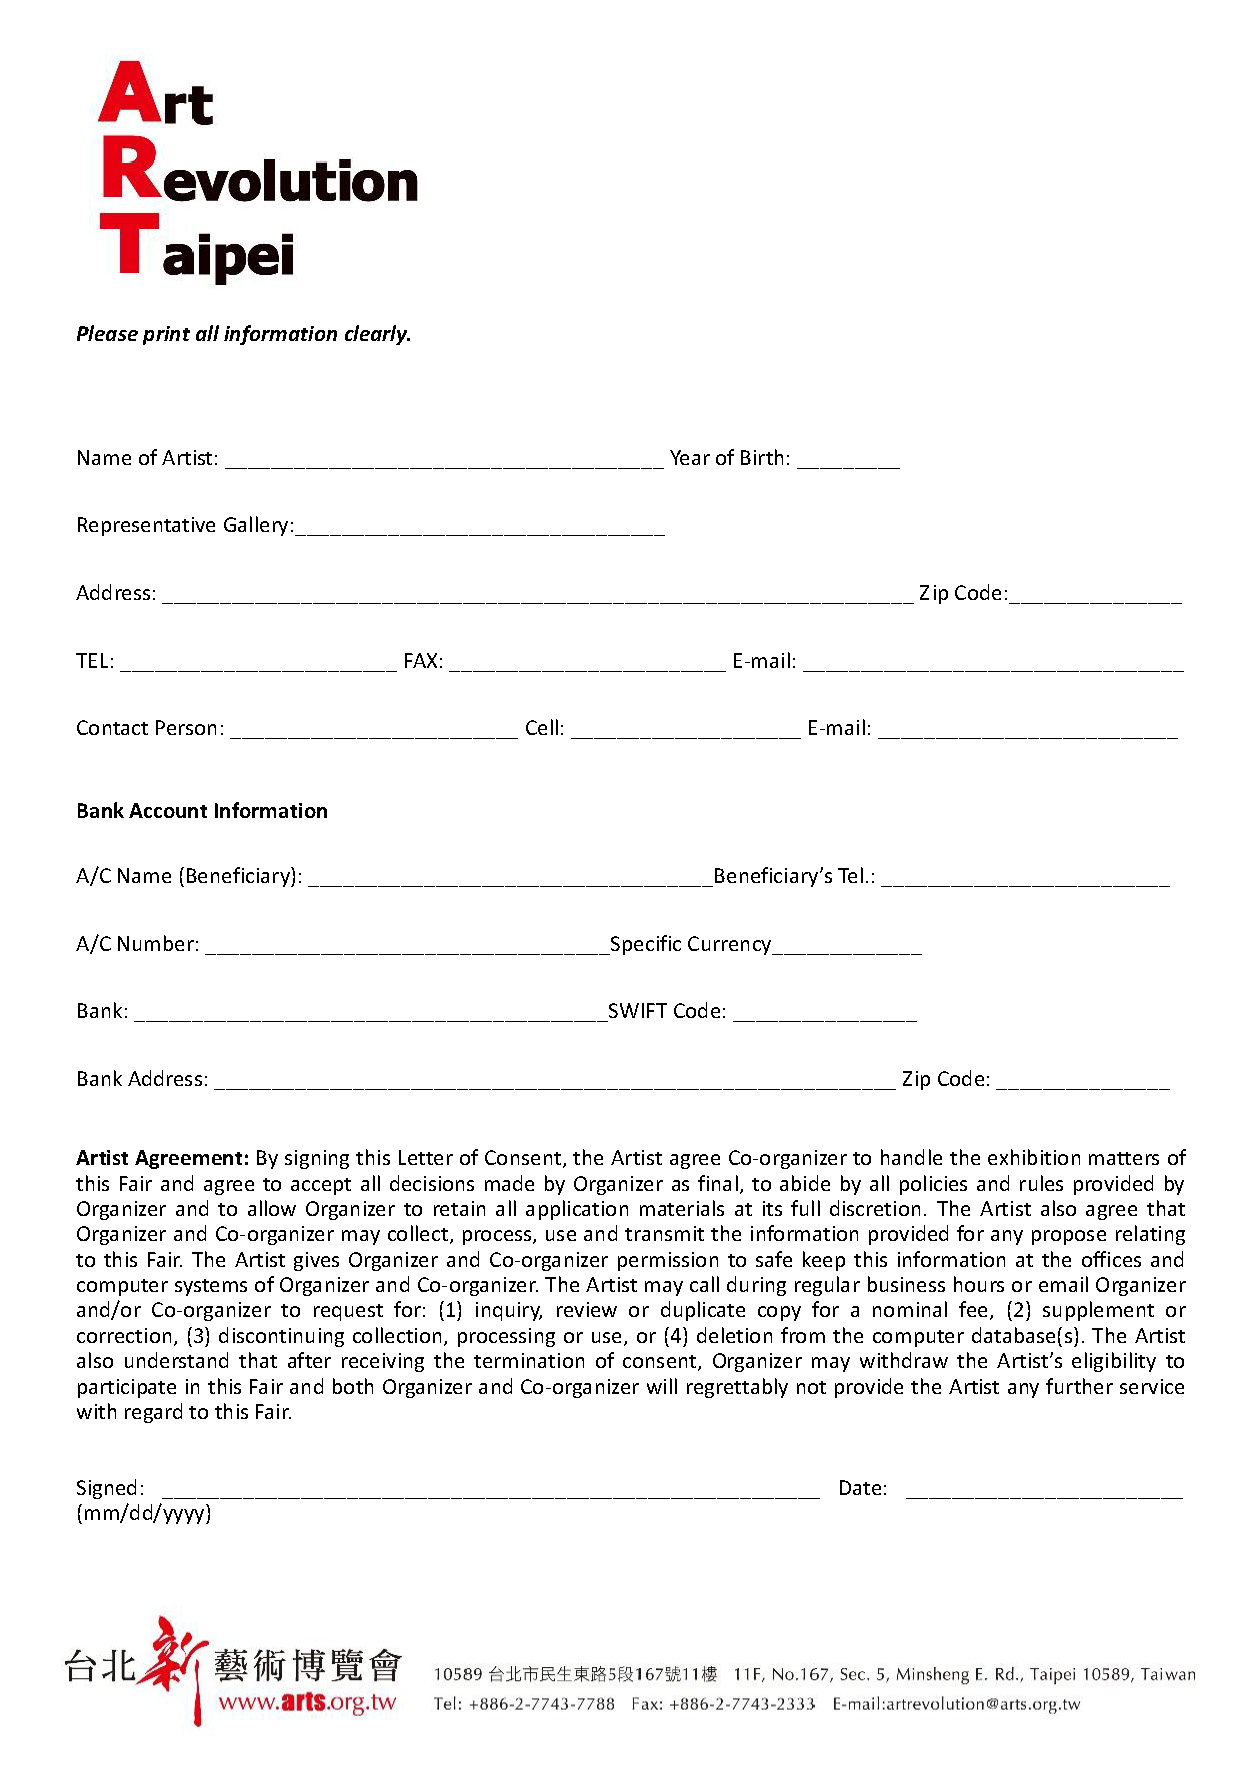 Art
Revolution
Taipei
Please print all information clearly.
Name of Artist: ______________________________________ Year of Birth: _________
Representative Gallery:________________________________
Address: _________________________________________________________________ Zip Code:_______________
TEL: ________________________ FAX: ________________________ E-mail: _________________________________
Contact Person: _________________________ Cell: ____________________ E-mail: __________________________
Bank Account Information
A/C Name (Beneficiary): ___________________________________Beneficiary’s Tel.: _________________________
A/C Number: ___________________________________Specific Currency_____________
Bank: _________________________________________SWIFT Code: ________________
Bank Address: ___________________________________________________________ Zip Code: _______________
Artist Agreement: By signing this Letter of Consent, the Artist agree Co-organizer to handle the exhibition matters of
this Fair and agree to accept all decisions made by Organizer as final, to abide by all policies and rules provided by
Organizer and to allow Organizer to retain all application materials at its full discretion. The Artist also agree that
Organizer and Co-organizer may collect, process, use and transmit the information provided for any propose relating
to this Fair. The Artist gives Organizer and Co-organizer permission to safe keep this information at the offices and
computer systems of Organizer and Co-organizer. The Artist may call during regular business hours or email Organizer
and/or Co-organizer to request for: (1) inquiry, review or duplicate copy for a nominal fee, (2) supplement or
correction, (3) discontinuing collection, processing or use, or (4) deletion from the computer database(s). The Artist
also understand that after receiving the termination of consent, Organizer may withdraw the Artist’s eligibility to
participate in this Fair and both Organizer and Co-organizer will regrettably not provide the Artist any further service
with regard to this Fair.
Signed: _________________________________________________________ Date: ________________________
(mm/dd/yyyy)
台北新藝術博覽會
www.arts.org.tw
10589 台北市民生東路5段167號11樓 11F, No.167, Sec. 5, Minsheng E. Rd., Taipei 10589, Taiwan
Tel: +886-2-7743-7788 Fax: +886-2-7743-2333 E-mail:artrevolution@arts.org.tw